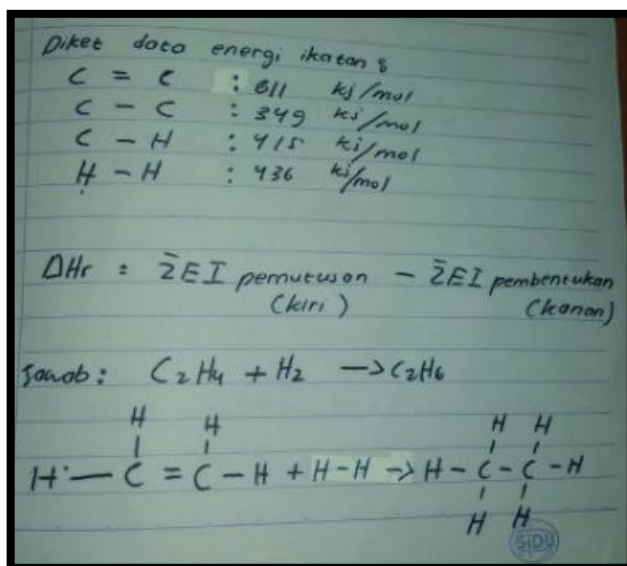 Diket data energi ikatan :
C = C : 611 kj/mol
C - C : 349 kj/mol
C - H : 415 kj/mol
H - H : 436 kj/mol
ΔHr = ΣEI pemutusan - ΣEI pembentukan
(kiri) (kanan)
Jawab : C2H4 + H2 -> C2H6
H H H H
H - C = C - H + H-H -> H - C - C - H
H H
SiDU